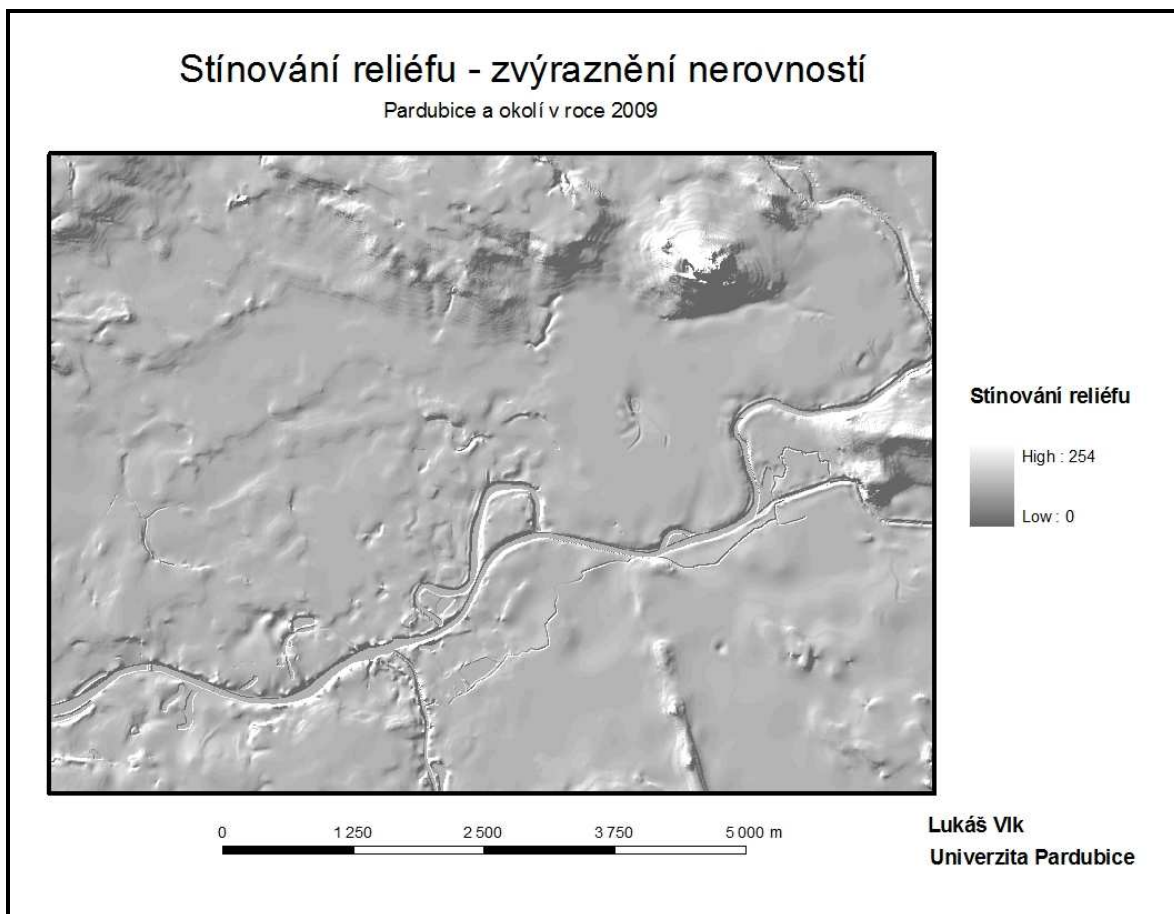 Stínování reliéfu - zvýraznění nerovností
Pardubice a okolí v roce 2009
Stínování reliéfu
High : 254
Low : 0
0 1 250 2 500 3 750 5 000 m
Lukáš Vlk
Univerzita Pardubice